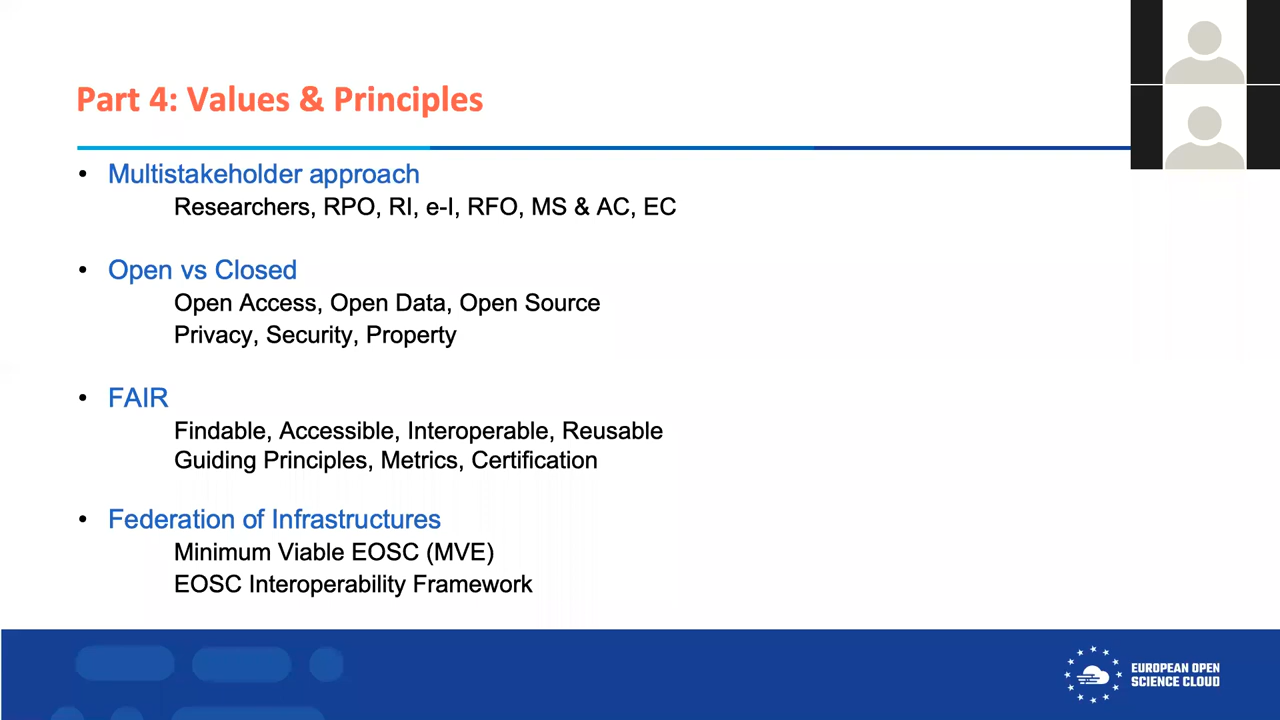 Part 4: Values & Principles
• Multistakeholder approach
Researchers, RPO, RI, e-I, RFO, MS & AC, EC
• Open vs Closed
Open Access, Open Data, Open Source
Privacy, Security, Property
• FAIR
Findable, Accessible, Interoperable, Reusable
Guiding Principles, Metrics, Certification
• Federation of Infrastructures
Minimum Viable EOSC (MVE)
EOSC Interoperability Framework
EUROPEAN OPEN
SCIENCE CLOUD